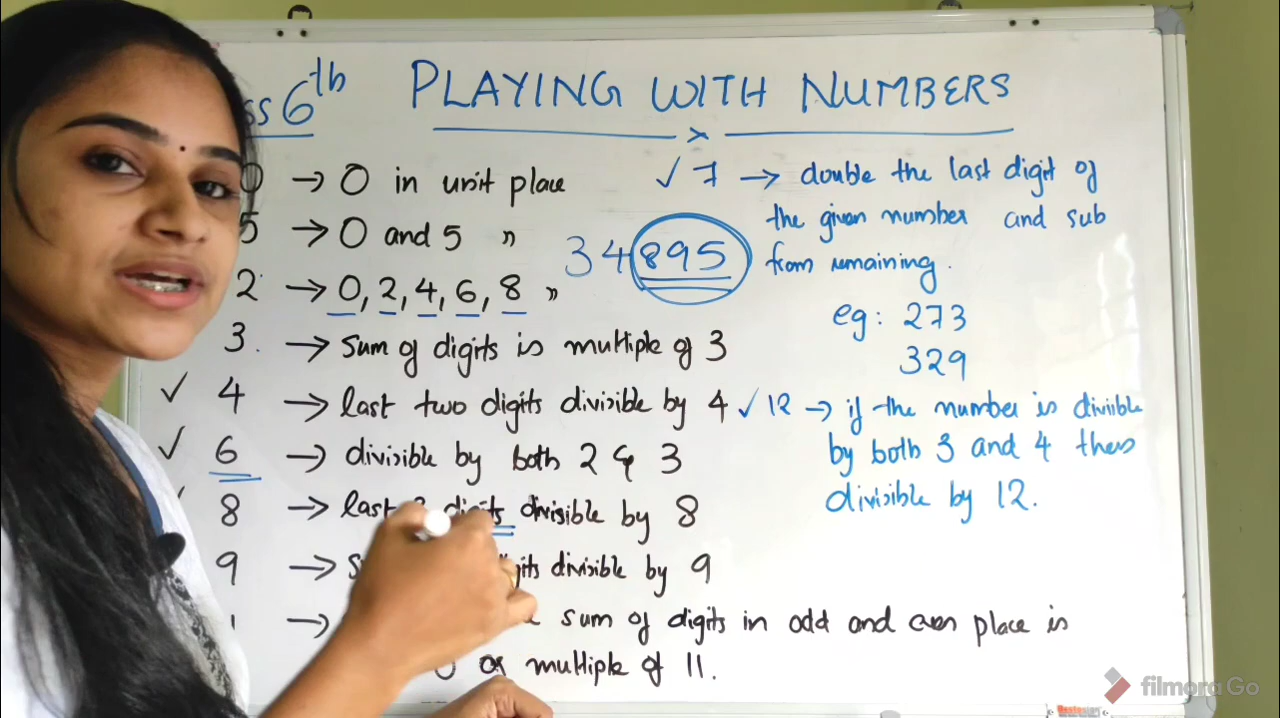 ss 6th PLAYING WITH NUMBERS
0 → 0 in unit place
5 → 0 and 5 "
2 → 0, 2, 4, 6, 8 "
3. → sum of digits is multiple of 3
✓ 4 → last two digits divisible by 4
✓ 6 → divisible by both 2 & 3
8 → last digits divisible by 8
9 → digits divisible by 9
→ sum of digits in odd and even place is
0 or multiple of 11.
34895
✓ 7 → double the last digit of
the given number and sub
from remaining.
eg: 273
329
✓ 12 → if the number is diviible
by both 3 and 4 then
divisible by 12.
filmora Go